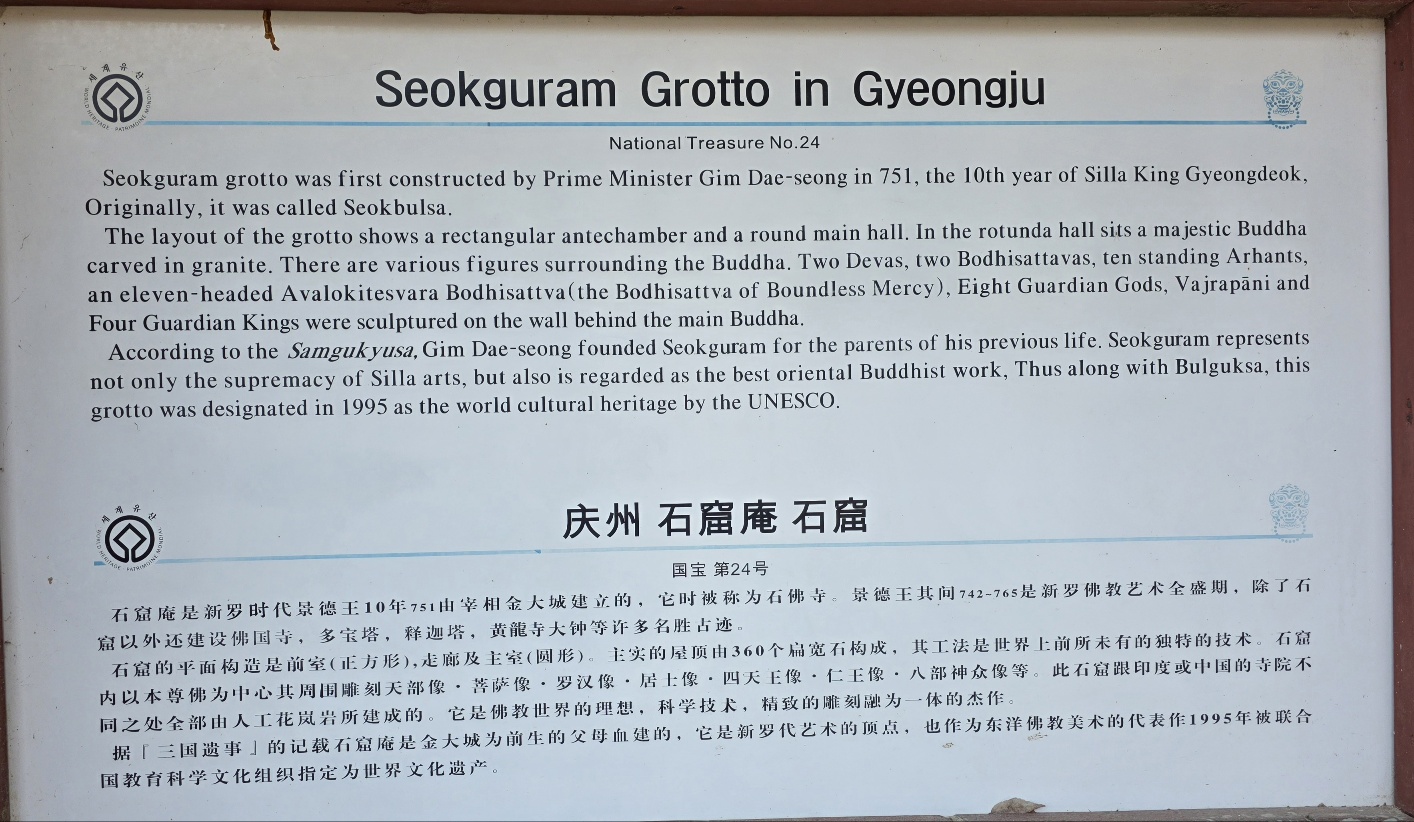 세계유산
WORLD HERITAGE PATRIMOINE MONDIAL
Seokguram Grotto in Gyeongju
National Treasure No.24
Seokguram grotto was first constructed by Prime Minister Gim Dae-seong in 751, the 10th year of Silla King Gyeongdeok,
Originally, it was called Seokbulsa.
The layout of the grotto shows a rectangular antechamber and a round main hall. In the rotunda hall sits a majestic Buddha
carved in granite. There are various figures surrounding the Buddha. Two Devas, two Bodhisattavas, ten standing Arhants,
an eleven-headed Avalokitesvara Bodhisattva(the Bodhisattva of Boundless Mercy), Eight Guardian Gods, Vajrapāni and
Four Guardian Kings were sculptured on the wall behind the main Buddha.
According to the Samgukyusa, Gim Dae-seong founded Seokguram for the parents of his previous life. Seokguram represents
not only the supremacy of Silla arts, but also is regarded as the best oriental Buddhist work, Thus along with Bulguksa, this
grotto was designated in 1995 as the world cultural heritage by the UNESCO.
세계유산
WORLD HERITAGE PATRIMOINE MONDIAL
庆州 石窟庵 石窟
国宝 第24号
石窟庵是新罗时代景德王10年751由宰相金大城建立的，它时被称为石佛寺。景德王其问742-765是新罗佛教艺术全盛期，除了石
窟以外还建设佛国寺，多宝塔，释迦塔，黄龍寺大钟等许多名胜古迹。
石窟的平面构造是前室(正方形),走廊及主室(圆形)。主实的屋顶由360个扁宽石构成，其工法是世界上前所未有的独特的技术。石窟
内以本尊佛为中心其周围雕刻天部像·菩萨像·罗汉像·居士像·四天王像·仁王像·八部神众像等。此石窟跟印度或中国的寺院不
同之处全部由人工花岚岩所建成的。它是佛教世界的理想，科学技术，精致的雕刻融为一体的杰作。
据「三国遗事」的记载石窟庵是金大城为前生的父母血建的，它是新罗代艺术的顶点，也作为东洋佛教美术的代表作1995年被联合
国教育科学文化组织指定为世界文化遗产。